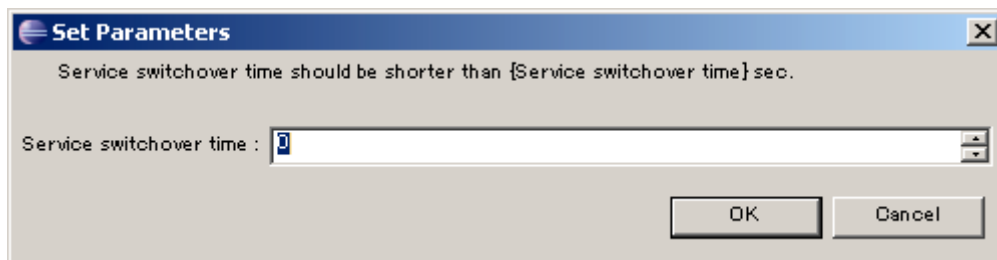 Set Parameters
Service switchover time should be shorter than {Service switchover time} sec.
Service switchover time : 0
OK Cancel